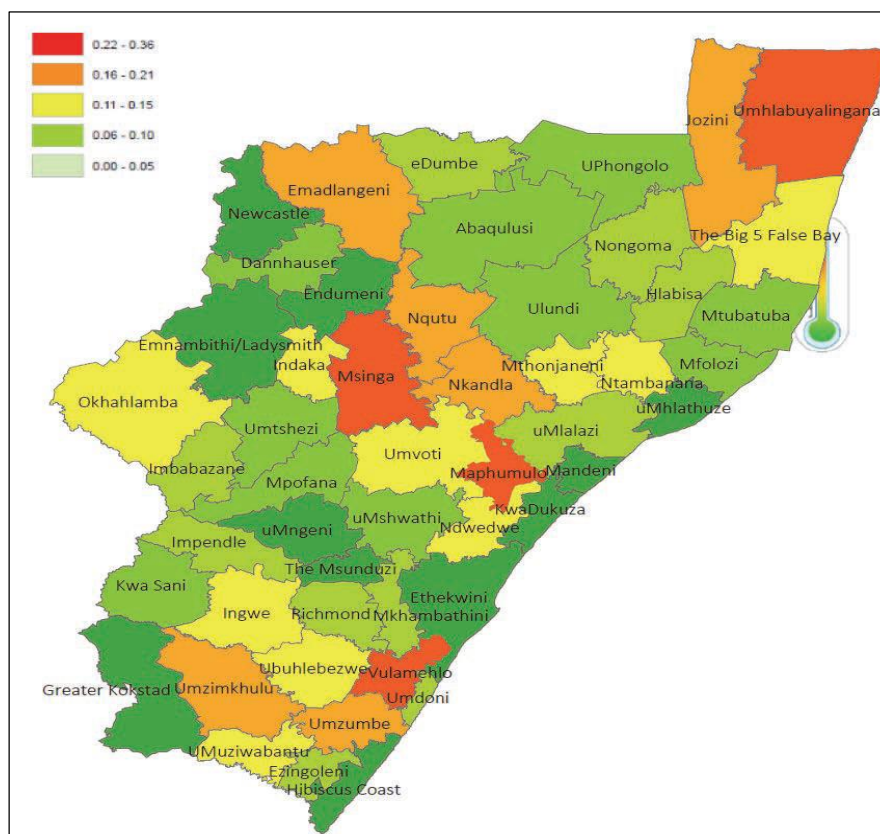 0.22 - 0.36
0.16 - 0.21
0.11 - 0.15
0.06 - 0.10
0.00 - 0.05
Jozini
Umhlabuyalingana
eDumbe
UPhongolo
Emadlangeni
Newcastle
Abaqulusi
The Big 5 False Bay
Nongoma
Dannhauser
Endumeni
Hlabisa
Ulundi
Nqutu
Mtubatuba
Emnambithi/Ladysmith
Indaka
Mthonjaneni
Mfolozi
Msinga
Nkandla
Ntambanana
Okhahlamba
uMhlathuze
Umtshezi
uMlalazi
Umvoti
Imbabazane
Maphumulo
Mandeni
Mpofana
KwaDukuza
uMshwathi
Ndwedwe
uMngeni
Impendle
The Msunduzi
Kwa Sani
Ethekwini
Ingwe
Richmond
Mkhambathini
Ubuhlebezwe
Vulamehlo
Greater Kokstad
Umzimkhulu
Umdoni
Umzumbe
UMuziwabantu
Ezingoleni
Hibiscus Coast